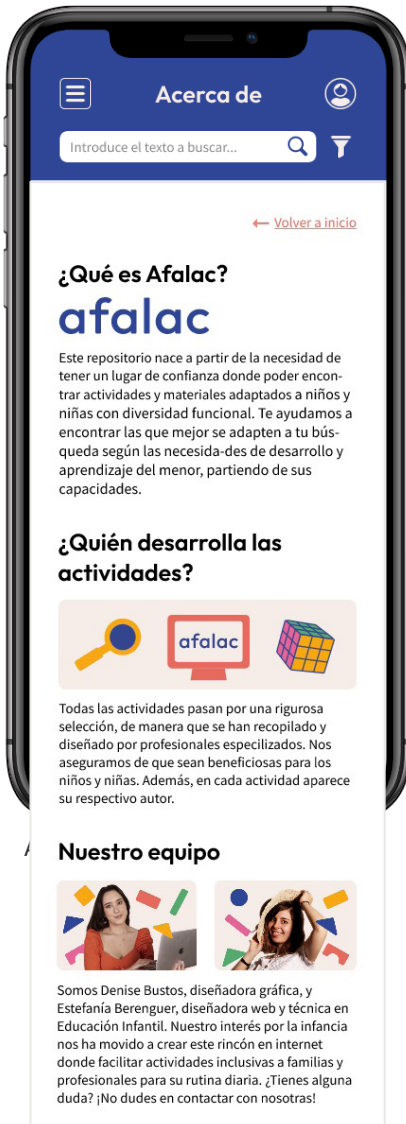 Acerca de
Introduce el texto a buscar...
← Volver a inicio
¿Qué es Afalac?
afalac
Este repositorio nace a partir de la necesidad de
tener un lugar de confianza donde poder encon-
trar actividades y materiales adaptados a niños y
niñas con diversidad funcional. Te ayudamos a
encontrar las que mejor se adapten a tu bús-
queda según las necesida-des de desarrollo y
aprendizaje del menor, partiendo de sus
capacidades.
¿Quién desarrolla las
actividades?
afalac
Todas las actividades pasan por una rigurosa
selección, de manera que se han recopilado y
diseñado por profesionales especilizados. Nos
aseguramos de que sean beneficiosas para los
niños y niñas. Además, en cada actividad aparece
su respectivo autor.
Nuestro equipo
Somos Denise Bustos, diseñadora gráfica, y
Estefanía Berenguer, diseñadora web y técnica en
Educación Infantil. Nuestro interés por la infancia
nos ha movido a crear este rincón en internet
donde facilitar actividades inclusivas a familias y
profesionales para su rutina diaria. ¿Tienes alguna
duda? ¡No dudes en contactar con nosotras!